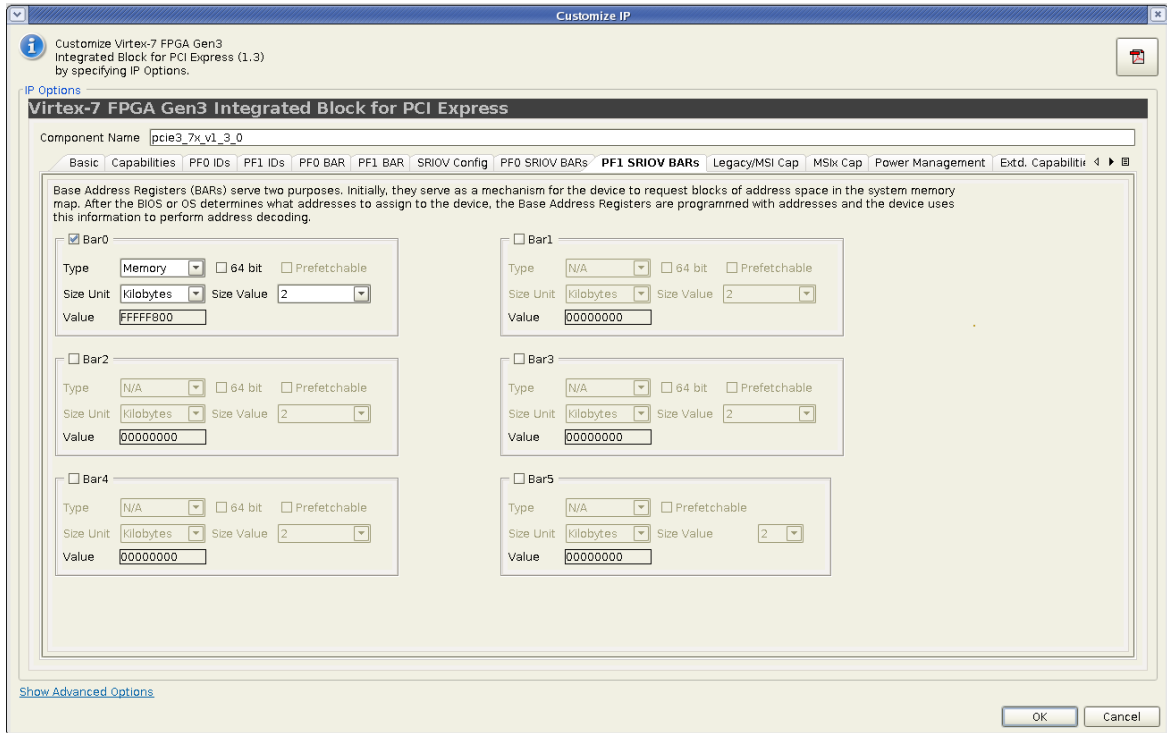 Customize IP
Customize Virtex-7 FPGA Gen3
Integrated Block for PCI Express (1.3)
by specifying IP Options.
IP Options
Virtex-7 FPGA Gen3 Integrated Block for PCI Express
Component Name pcie3_7x_v1_3_0
Basic Capabilities PF0 IDs PF1 IDs PF0 BAR PF1 BAR SRIOV Config PF0 SRIOV BARs PF1 SRIOV BARs Legacy/MSI Cap MSIx Cap Power Management Extd. Capabilitie
Base Address Registers (BARs) serve two purposes. Initially, they serve as a mechanism for the device to request blocks of address space in the system memory
map. After the BIOS or OS determines what addresses to assign to the device, the Base Address Registers are programmed with addresses and the device uses
this information to perform address decoding.
Bar0
Type Memory 64 bit Prefetchable
Size Unit Kilobytes Size Value 2
Value FFFFF800
Bar1
Type N/A 64 bit Prefetchable
Size Unit Kilobytes Size Value 2
Value 00000000
Bar2
Type N/A 64 bit Prefetchable
Size Unit Kilobytes Size Value 2
Value 00000000
Bar3
Type N/A 64 bit Prefetchable
Size Unit Kilobytes Size Value 2
Value 00000000
Bar4
Type N/A 64 bit Prefetchable
Size Unit Kilobytes Size Value 2
Value 00000000
Bar5
Type N/A Prefetchable
Size Unit Kilobytes Size Value 2
Value 00000000
Show Advanced Options
OK Cancel